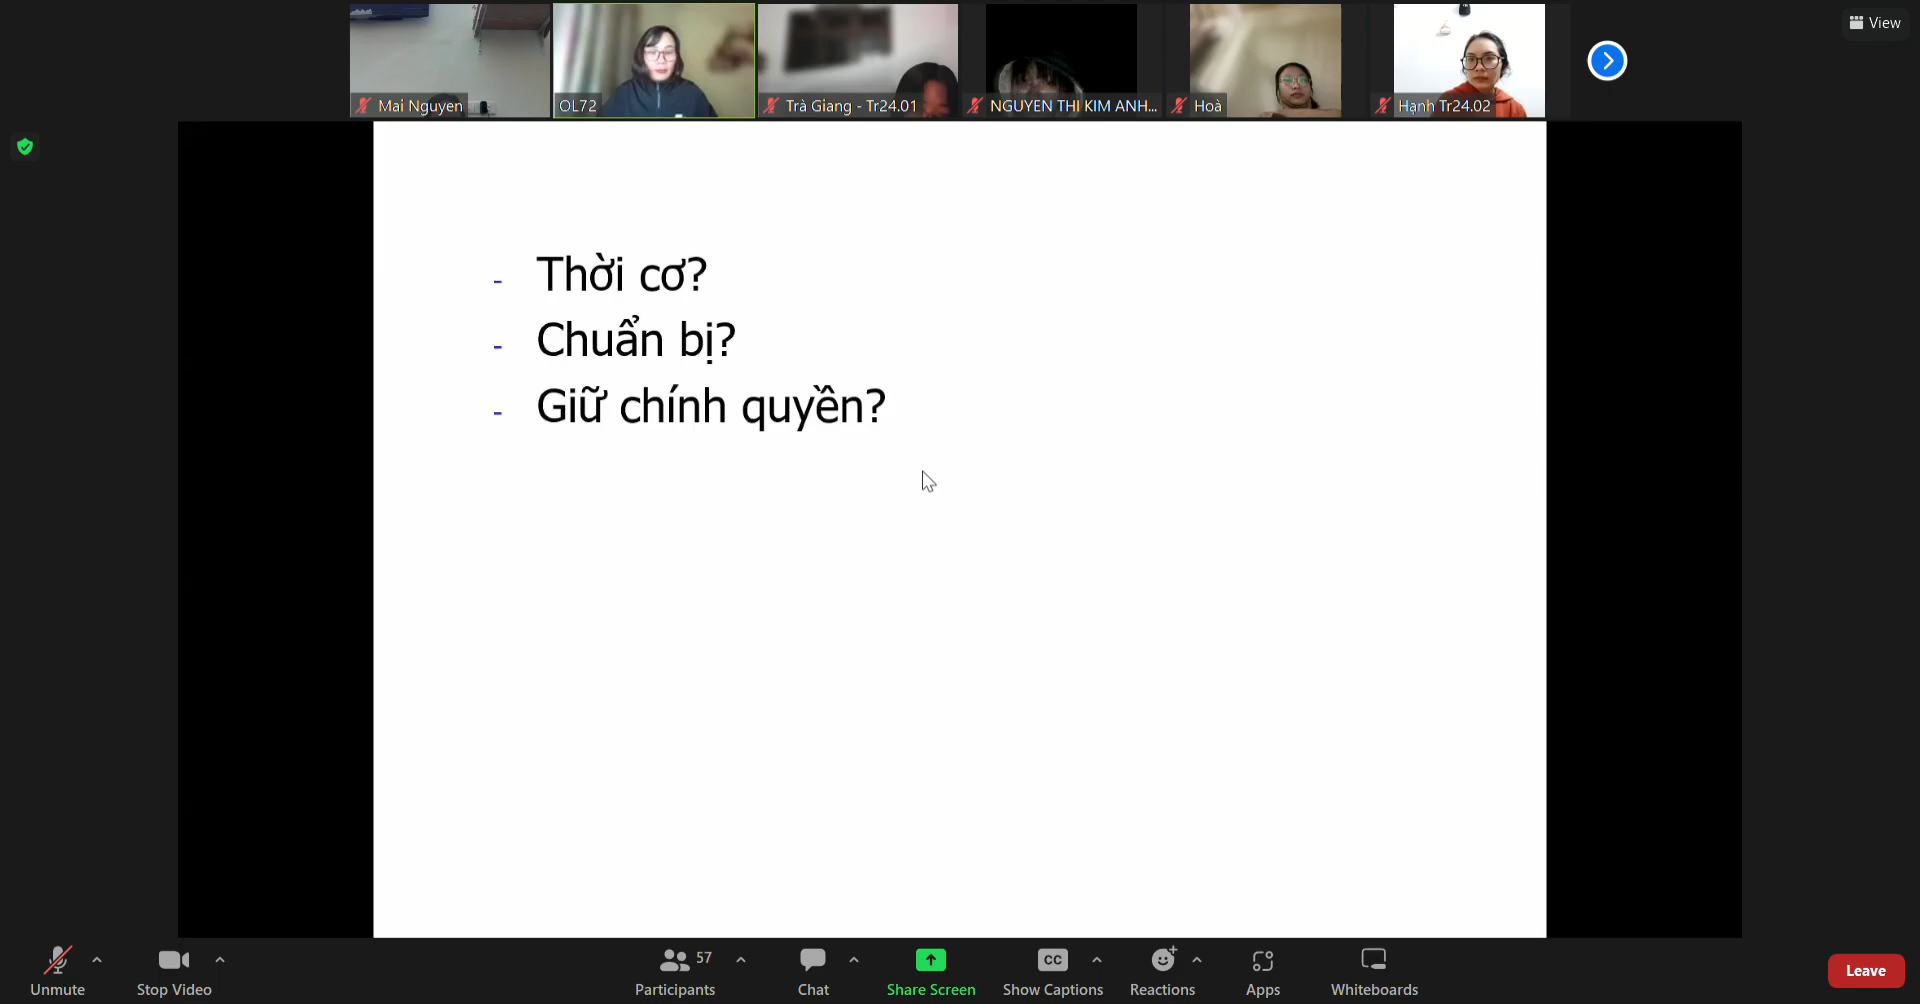 View
Mai Nguyen
OL72
Trà Giang - Tr24.01
NGUYEN THI KIM ANH...
Hoà
Hạnh Tr24.02
- Thời cơ?
- Chuẩn bị?
- Giữ chính quyền?
Unmute
Stop Video
57
Participants
Chat
Share Screen
CC
Show Captions
Reactions
Apps
Whiteboards
Leave